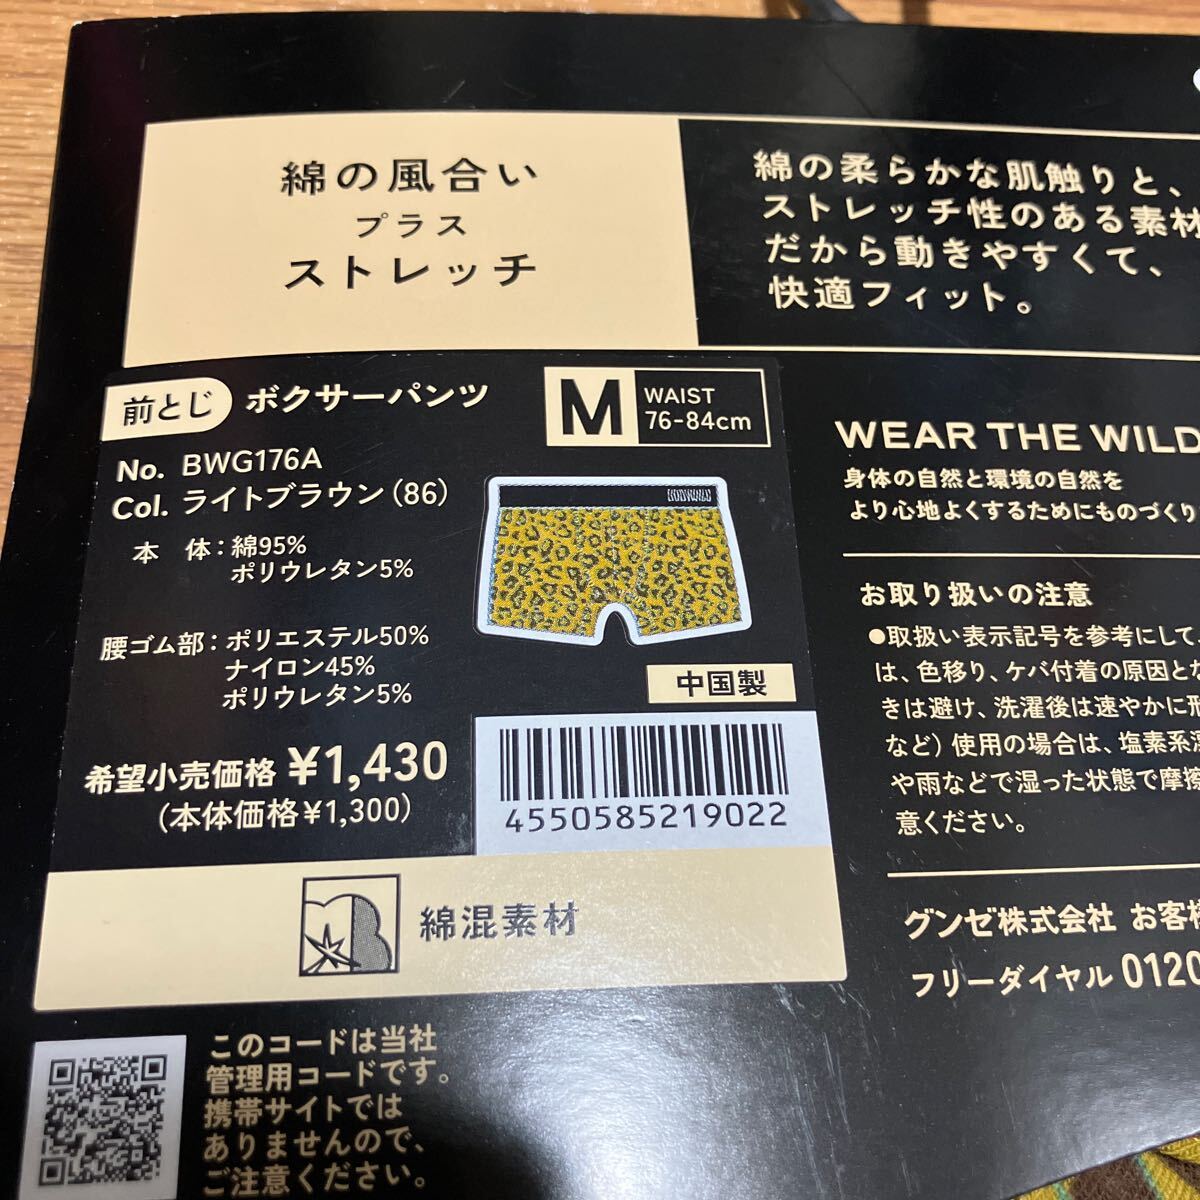 綿の風合い
プラス
ストレッチ
綿の柔らかな肌触りと、
ストレッチ性のある素材
だから動きやすくて、
快適フィット。
前とじ ボクサーパンツ
M WAIST
76-84cm
No. BWG176A
Col. ライトブラウン(86)
本 体:綿95%
ポリウレタン5%
腰ゴム部:ポリエステル50%
ナイロン45%
ポリウレタン5%
中国製
希望小売価格 ¥1,430
(本体価格¥1,300)
4550585219022
綿混素材
このコードは当社
管理用コードです。
携帯サイトでは
ありませんので、
ご注意ください。
WEAR THE WILD
身体の自然と環境の自然を
より心地よくするためにものづくり
お取り扱いの注意
●取扱い表示記号を参考にして、
は、色移り、ケバ付着の原因とな
きは避け、洗濯後は速やかに形
など)使用の場合は、塩素系漂
や雨などで湿った状態で摩擦
意ください。
グンゼ株式会社 お客様
フリーダイヤル 0120